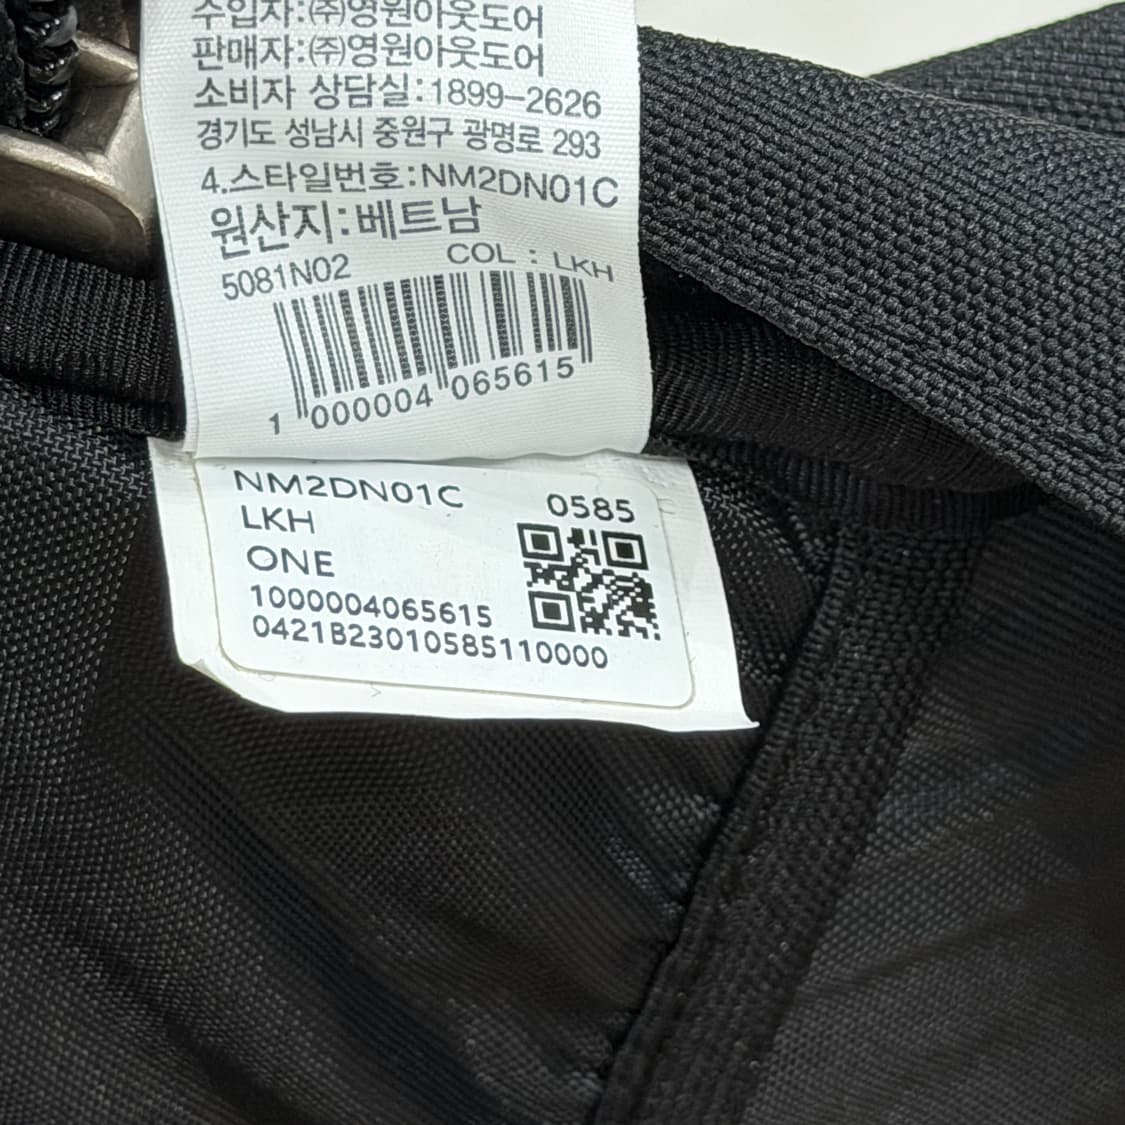 수입자:(주)영원아웃도어
판매자:(주)영원아웃도어
소비자 상담실:1899-2626
경기도 성남시 중원구 광명로 293
4.스타일번호:NM2DN01C
원산지:베트남
5081N02 COL : LKH
1 000004 065615
NM2DN01C 0585
LKH
ONE
1000004065615
0421B23010585110000